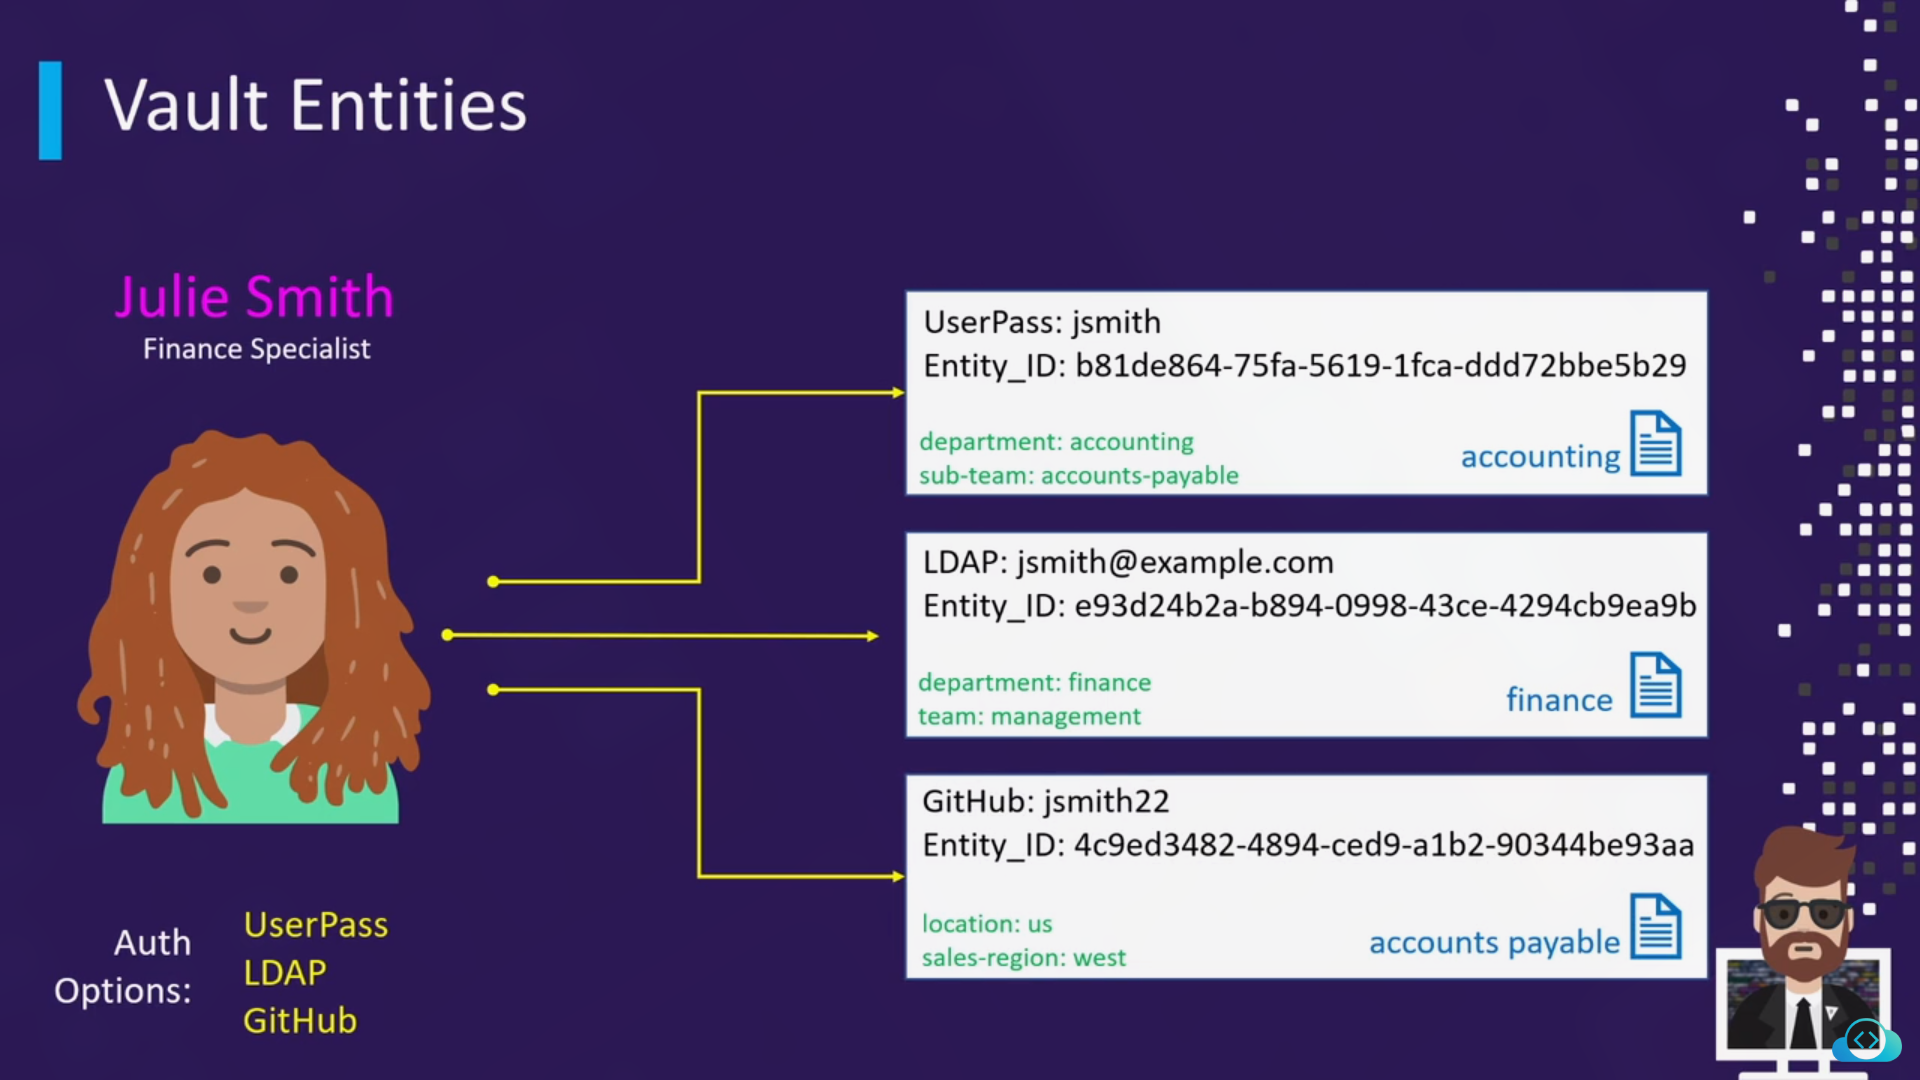 Vault Entities
Julie Smith
Finance Specialist
UserPass: jsmith
Entity_ID: b81de864-75fa-5619-1fca-ddd72bbe5b29
department: accounting
sub-team: accounts-payable
accounting
LDAP: jsmith@example.com
Entity_ID: e93d24b2a-b894-0998-43ce-4294cb9ea9b
department: finance
team: management
finance
GitHub: jsmith22
Entity_ID: 4c9ed3482-4894-ced9-a1b2-90344be93aa
location: us
sales-region: west
accounts payable
Auth
Options:
UserPass
LDAP
GitHub